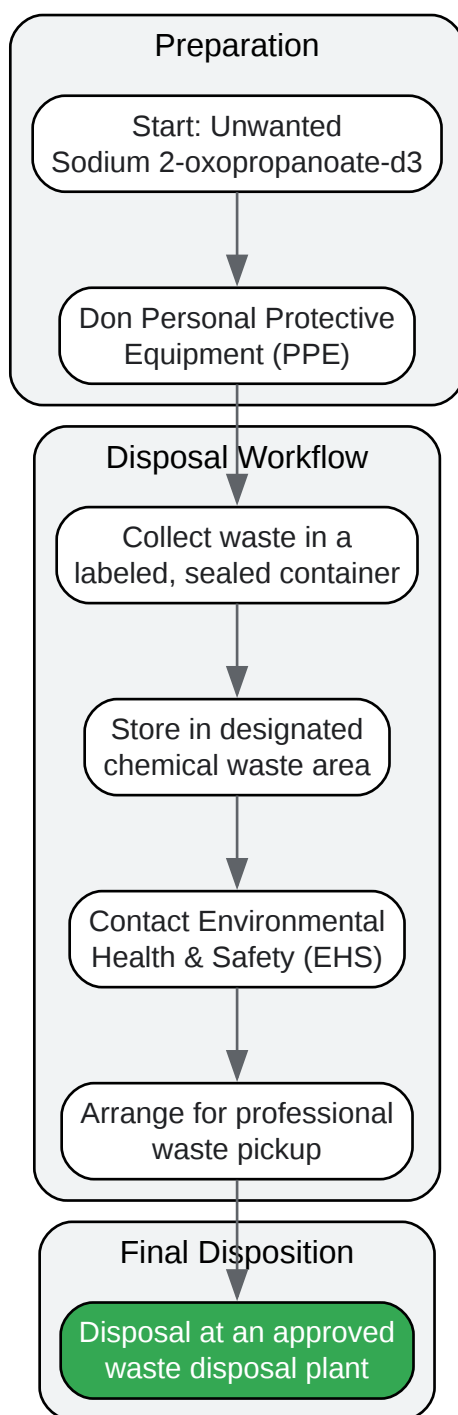 Preparation
Start: Unwanted
Sodium 2-oxopropanoate-d3
Don Personal Protective
Equipment (PPE)
Disposal Workflow
Collect waste in a
labeled, sealed container
Store in designated
chemical waste area
Contact Environmental
Health & Safety (EHS)
Arrange for professional
waste pickup
Final Disposition
Disposal at an approved
waste disposal plant